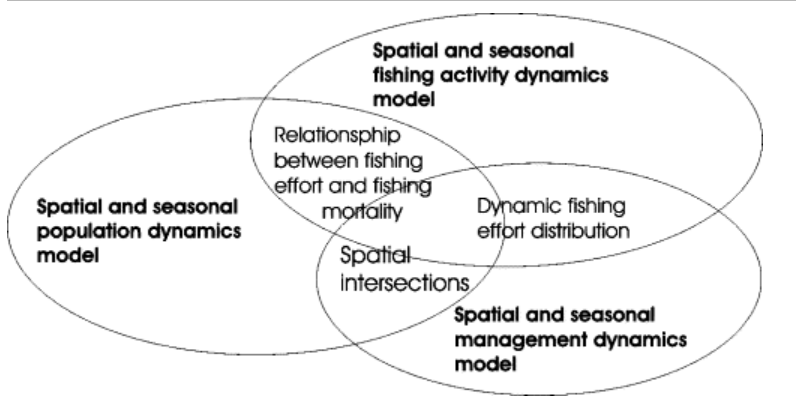 Spatial and seasonal
fishing activity dynamics
model
Relationsphip
between fishing
effort and fishing
mortality
Spatial and seasonal
population dynamics
model
Dynamic fishing
effort distribution
Spatial
intersections
Spatial and seasonal
management dynamics
model